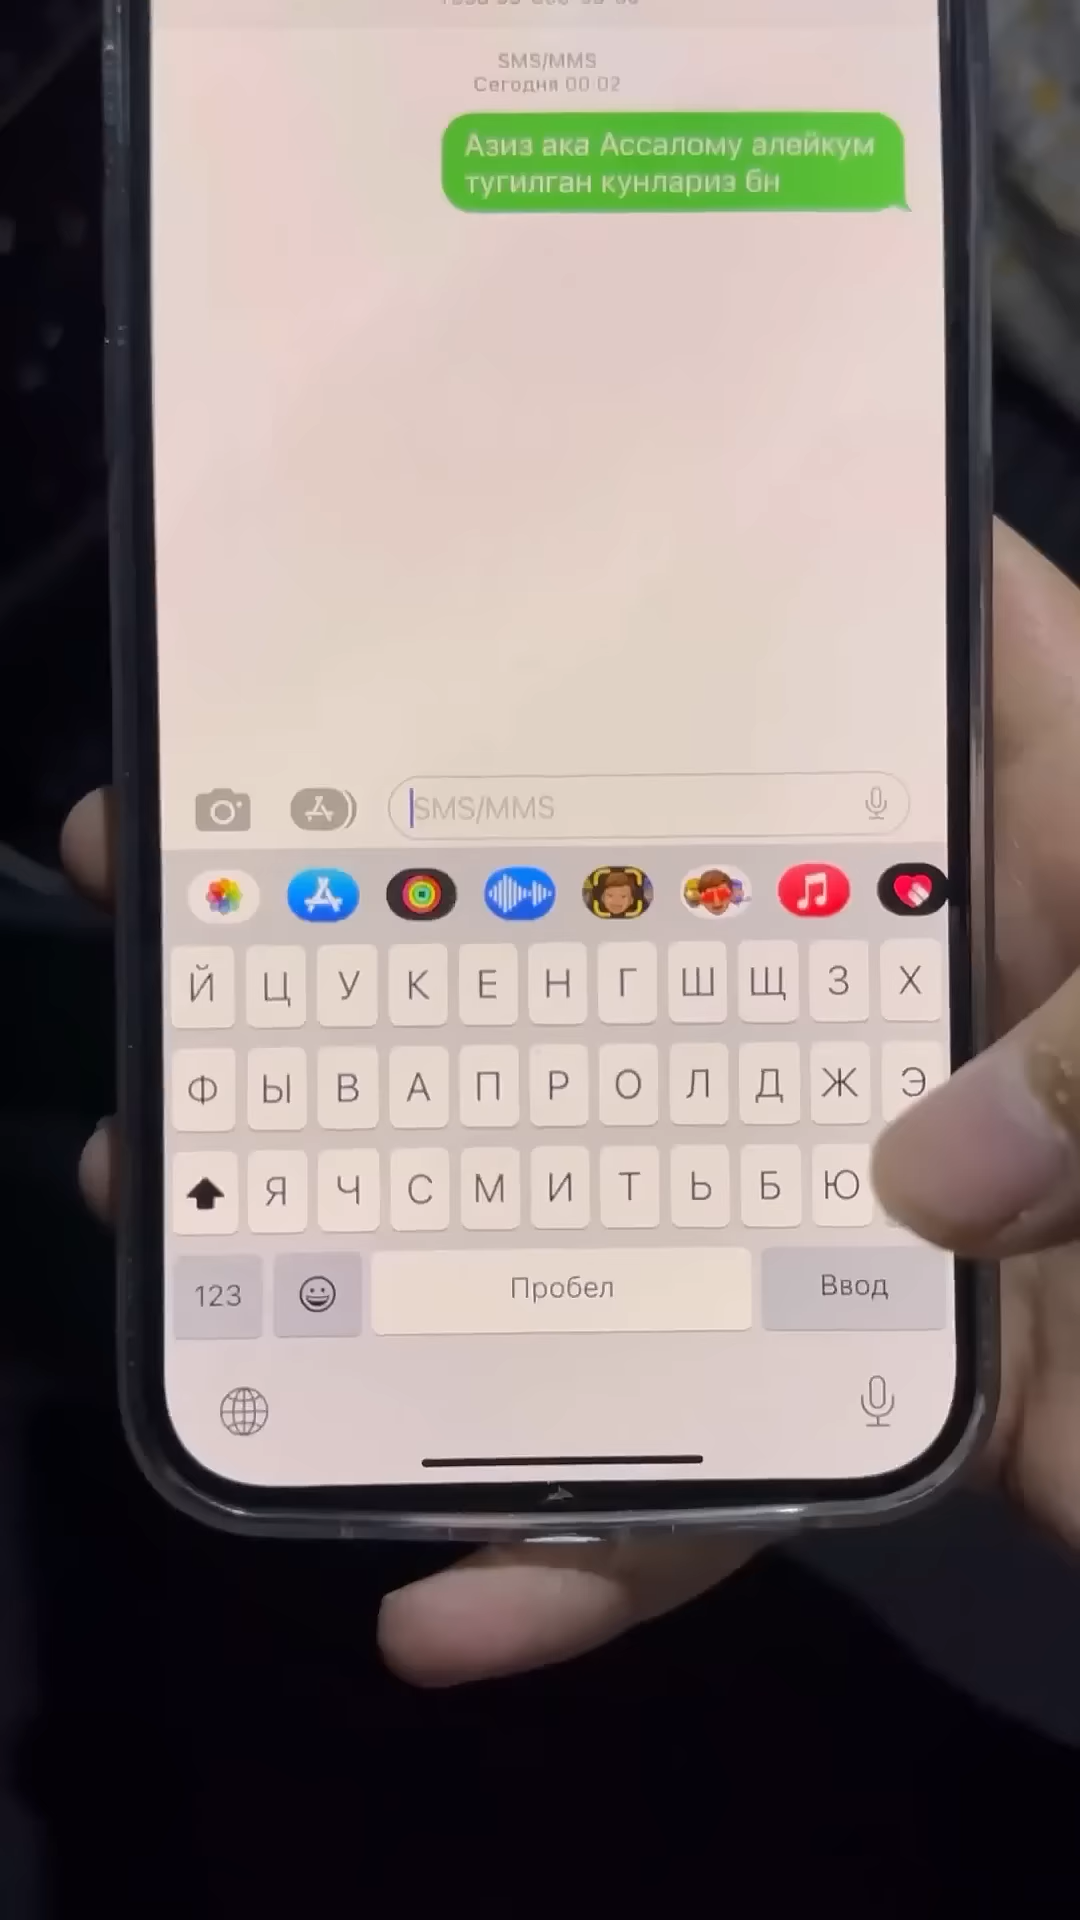 SMS/MMS
Сегодня 00:02
Азиз ака Ассалому алейкум
тугилган кунлариз бн
SMS/MMS
Й Ц У К Е Н Г Ш Щ З Х
Ф Ы В А П Р О Л Д Ж Э
Я Ч С М И Т Ь Б Ю
123 Пробел Ввод